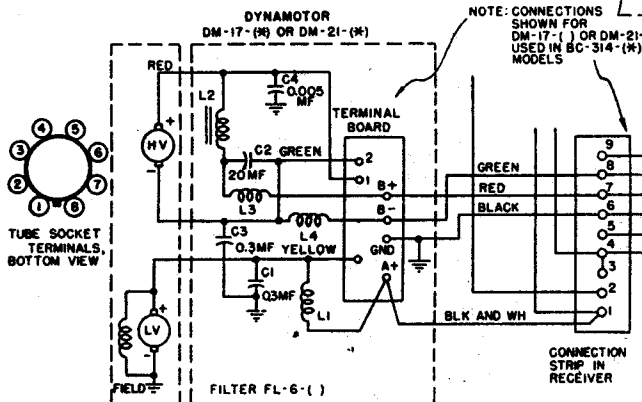 DYNAMOTOR
DM-17-(*) OR DM-21-(*)
NOTE: CONNECTIONS
SHOWN FOR
DM-17-( ) OR DM-21-
USED IN BC-314-(*)
MODELS
RED
C4
0.005
MF
L2
TERMINAL
BOARD
HV
+
-
C2
20MF
GREEN
2
1
L3
B+
B-
C3
0.3MF
L4
YELLOW
GND
C1
0.3MF
A+
L1
LV
+
-
FIELD
FILTER FL-6-( )
4
5
3
6
2
7
1
8
TUBE SOCKET
TERMINALS,
BOTTOM VIEW
GREEN
RED
BLACK
BLK AND WH
9
8
7
6
5
4
3
2
1
CONNECTION
STRIP IN
RECEIVER